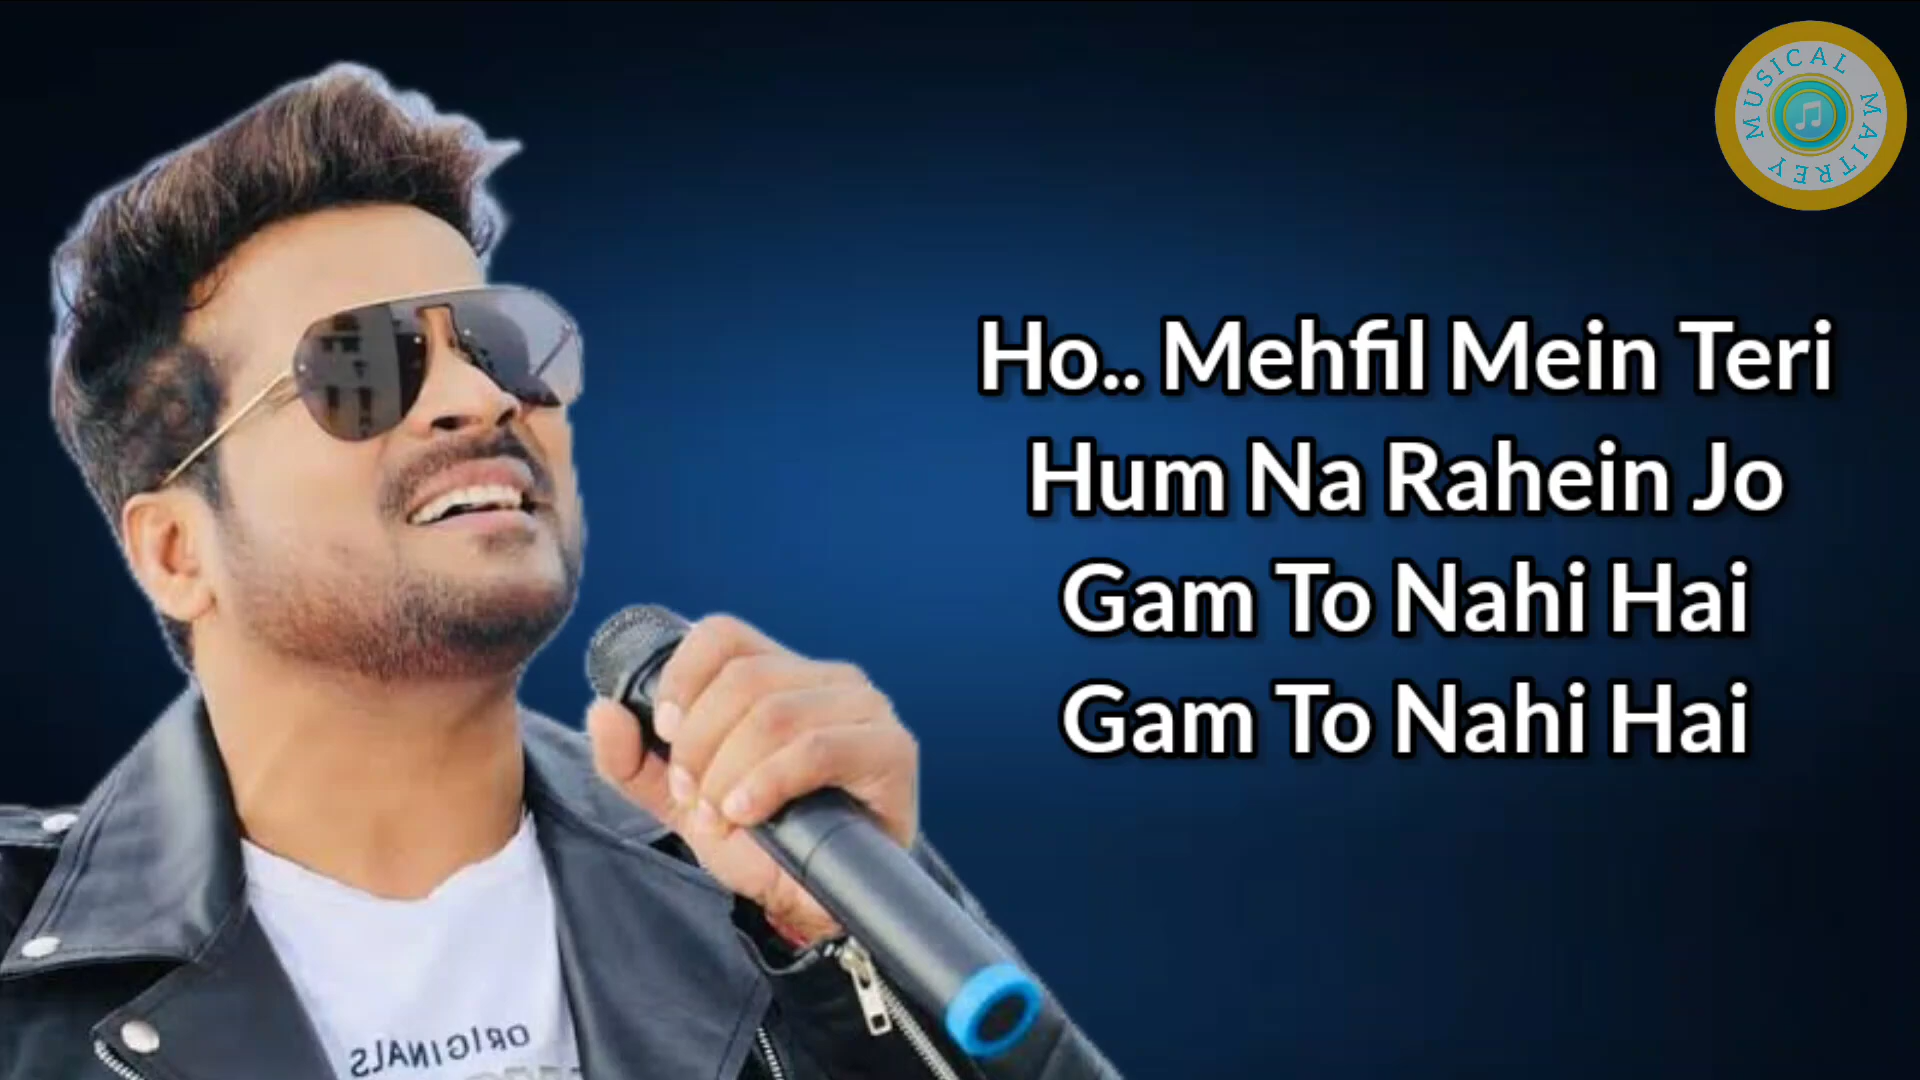 MUSICAL MAITREY
Ho.. Mehfil Mein Teri
Hum Na Rahein Jo
Gam To Nahi Hai
Gam To Nahi Hai
ORIGINALS